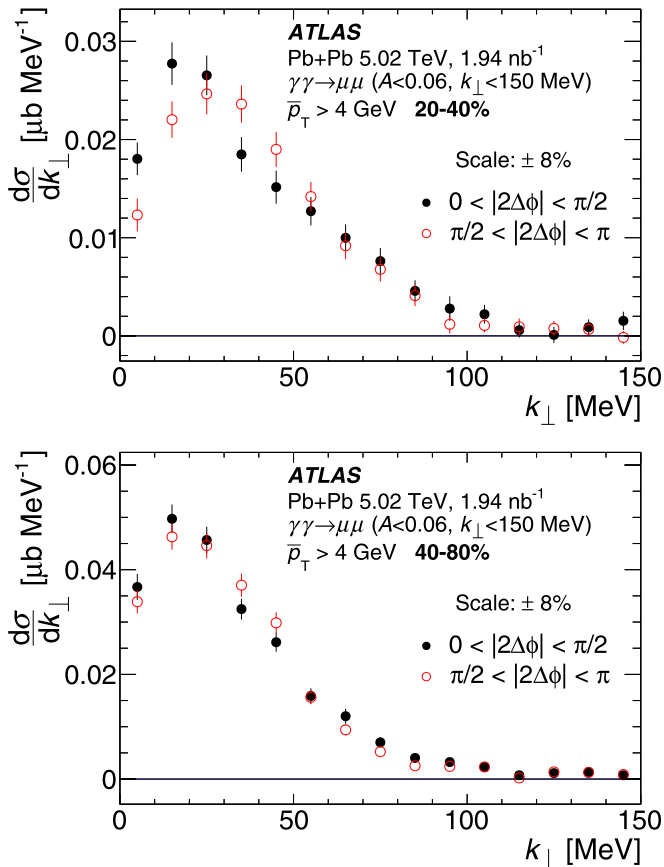 ATLAS
Pb+Pb 5.02 TeV, 1.94 nb⁻¹
γγ→μμ (A<0.06, k⊥<150 MeV)
p̅T > 4 GeV 20-40%
Scale: ± 8%
0 < |2Δϕ| < π/2
π/2 < |2Δϕ| < π
dσ/dk⊥ [μb MeV⁻¹]
0.03
0.02
0.01
0
0 50 100 150
k⊥ [MeV]
ATLAS
Pb+Pb 5.02 TeV, 1.94 nb⁻¹
γγ→μμ (A<0.06, k⊥<150 MeV)
p̅T > 4 GeV 40-80%
Scale: ± 8%
0 < |2Δϕ| < π/2
π/2 < |2Δϕ| < π
dσ/dk⊥ [μb MeV⁻¹]
0.06
0.04
0.02
0
0 50 100 150
k⊥ [MeV]